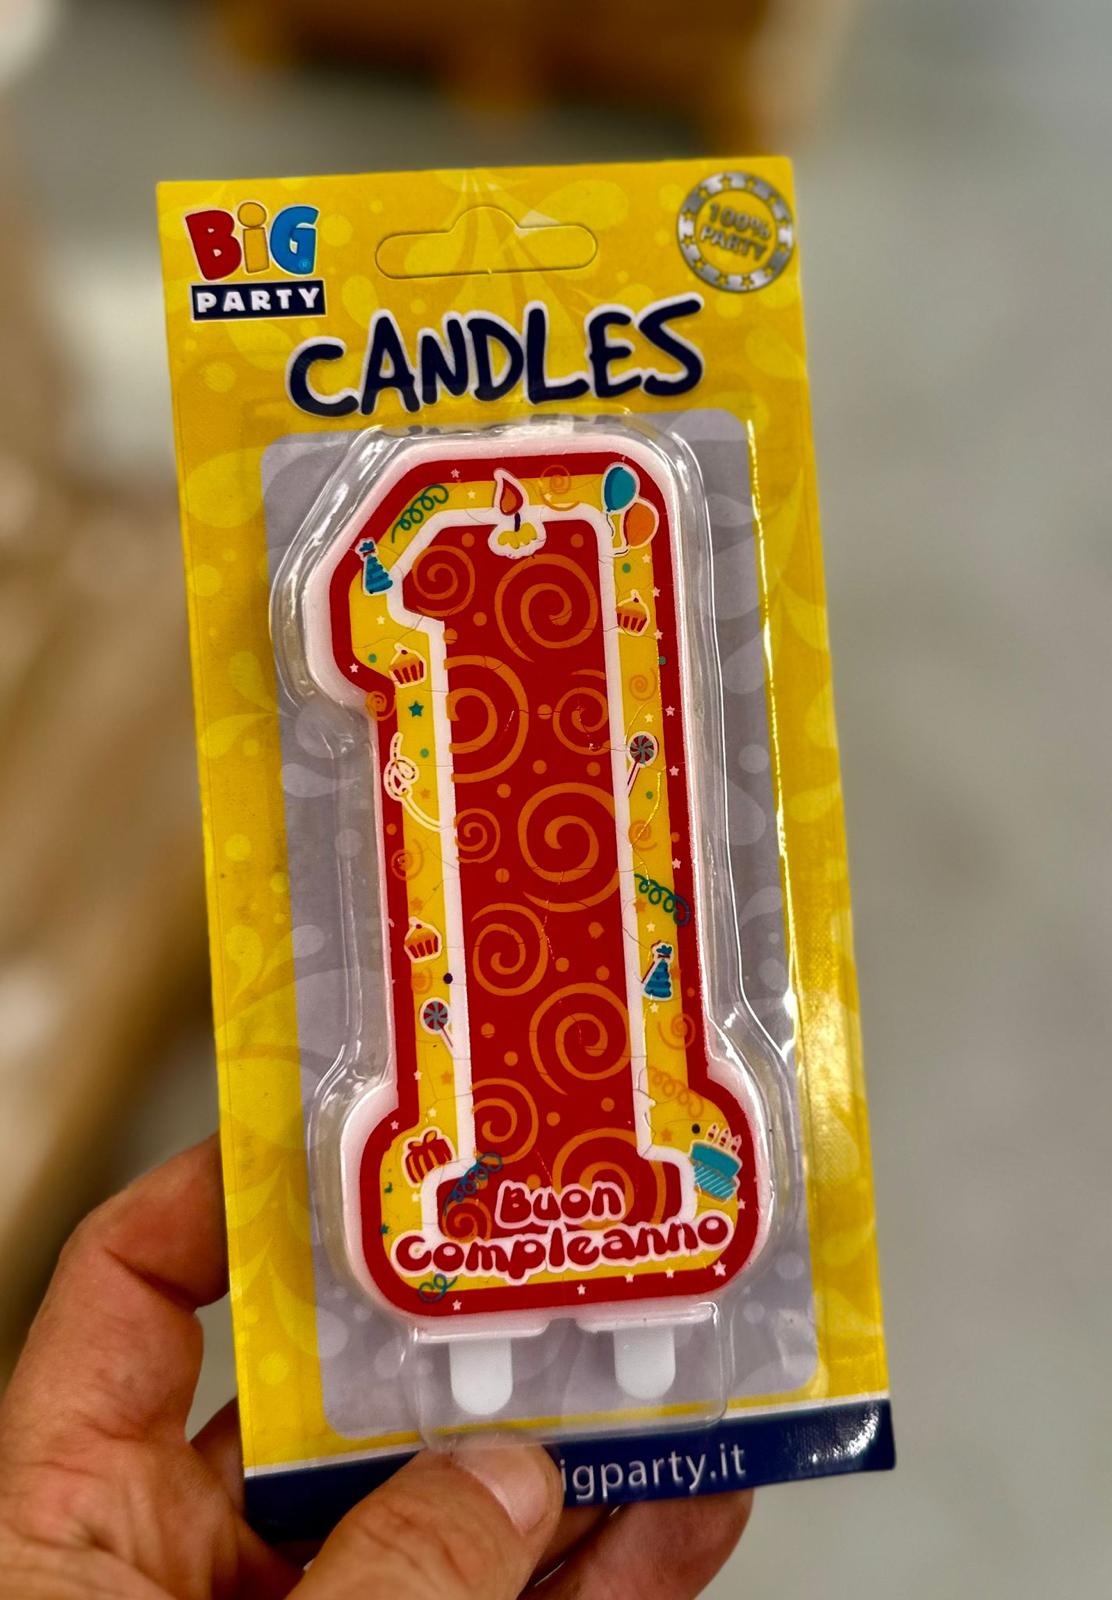 BiG
PARTY
100%
PARTY
CANDLES
Buon
Compleanno
igparty.it